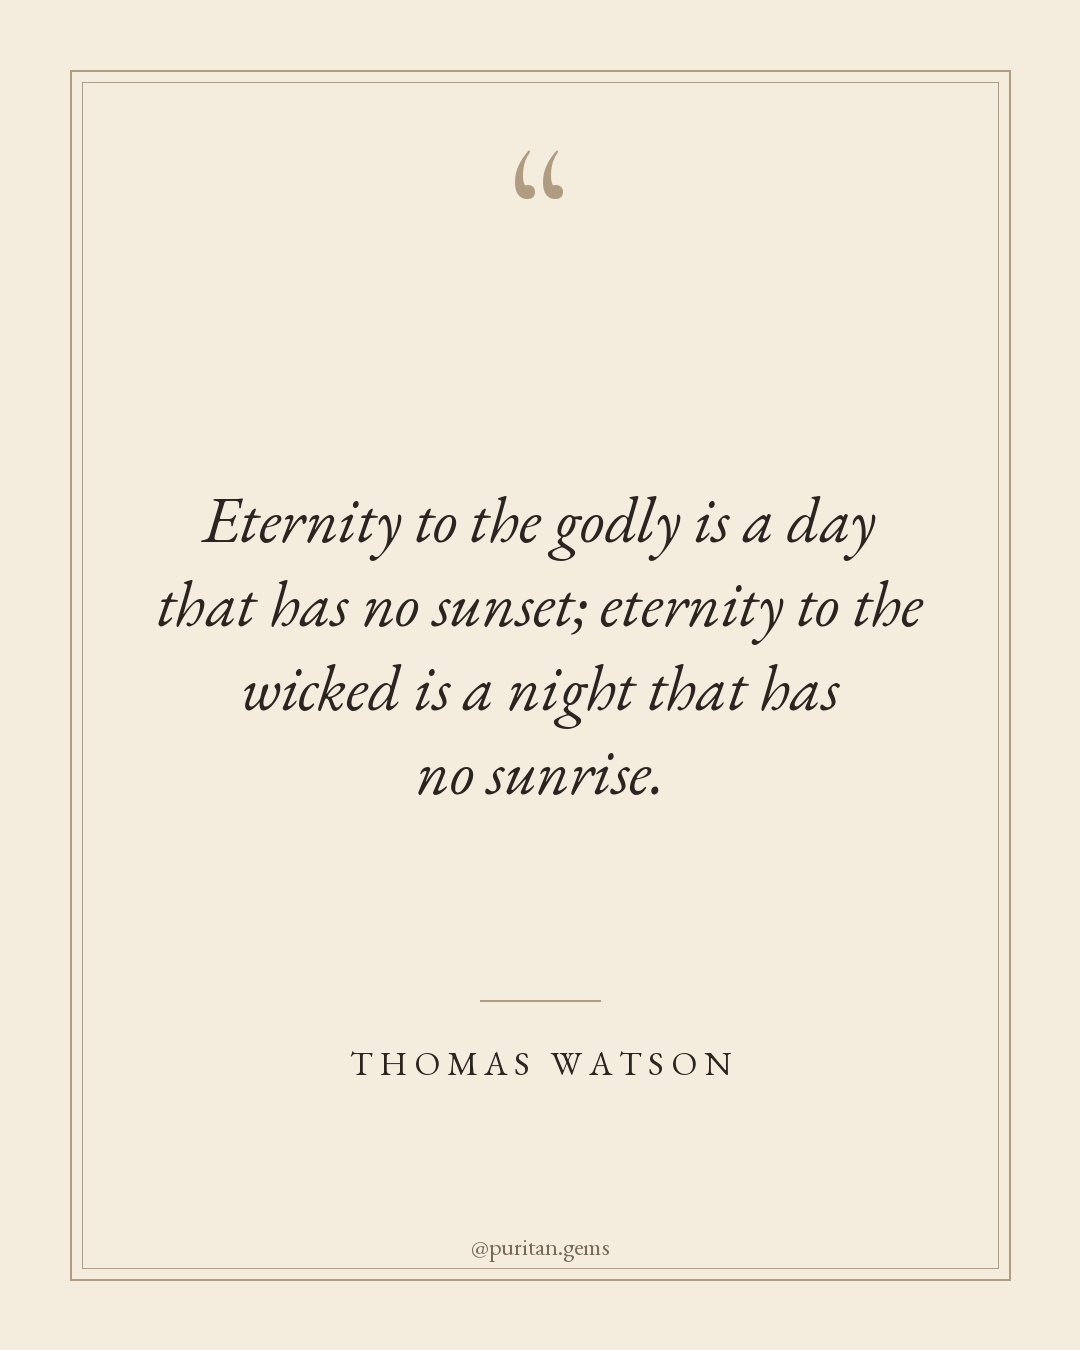 “
Eternity to the godly is a day
that has no sunset; eternity to the
wicked is a night that has
no sunrise.
THOMAS WATSON
@puritan.gems